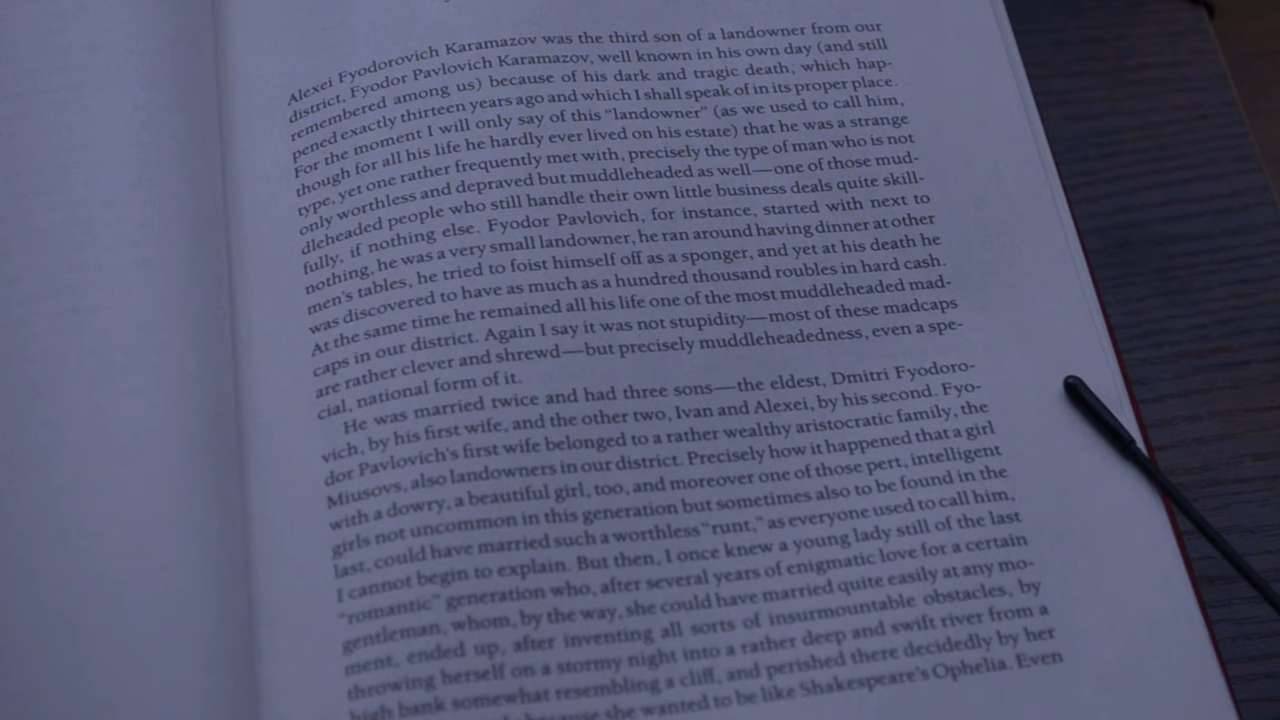 Alexei Fyodorovich Karamazov was the third son of a landowner from our
district, Fyodor Pavlovich Karamazov, well known in his own day (and still
remembered among us) because of his dark and tragic death, which hap-
pened exactly thirteen years ago and which I shall speak of in its proper place.
For the moment I will only say of this “landowner” (as we used to call him,
though for all his life he hardly ever lived on his estate) that he was a strange
type, yet one rather frequently met with, precisely the type of man who is not
only worthless and depraved but muddleheaded as well—one of those mud-
dleheaded people who still handle their own little business deals quite skill-
fully, if nothing else. Fyodor Pavlovich, for instance, started with next to
nothing, he was a very small landowner, he ran around having dinner at other
men's tables, he tried to foist himself off as a sponger, and yet at his death he
was discovered to have as much as a hundred thousand roubles in hard cash.
At the same time he remained all his life one of the most muddleheaded mad-
caps in our district. Again I say it was not stupidity—most of these madcaps
are rather clever and shrewd—but precisely muddleheadedness, even a spe-
cial, national form of it.
He was married twice and had three sons—the eldest, Dmitri Fyodoro-
vich, by his first wife, and the other two, Ivan and Alexei, by his second. Fyo-
dor Pavlovich's first wife belonged to a rather wealthy aristocratic family, the
Miusovs, also landowners in our district. Precisely how it happened that a girl
with a dowry, a beautiful girl, too, and moreover one of those pert, intelligent
girls not uncommon in this generation but sometimes also to be found in the
last, could have married such a worthless “runt,” as everyone used to call him,
I cannot begin to explain. But then, I once knew a young lady still of the last
“romantic” generation who, after several years of enigmatic love for a certain
gentleman, whom, by the way, she could have married quite easily at any mo-
ment, ended up, after inventing all sorts of insurmountable obstacles, by
throwing herself on a stormy night into a rather deep and swift river from a
high bank somewhat resembling a cliff, and perished there decidedly by her
because she wanted to be like Shakespeare's Ophelia. Even